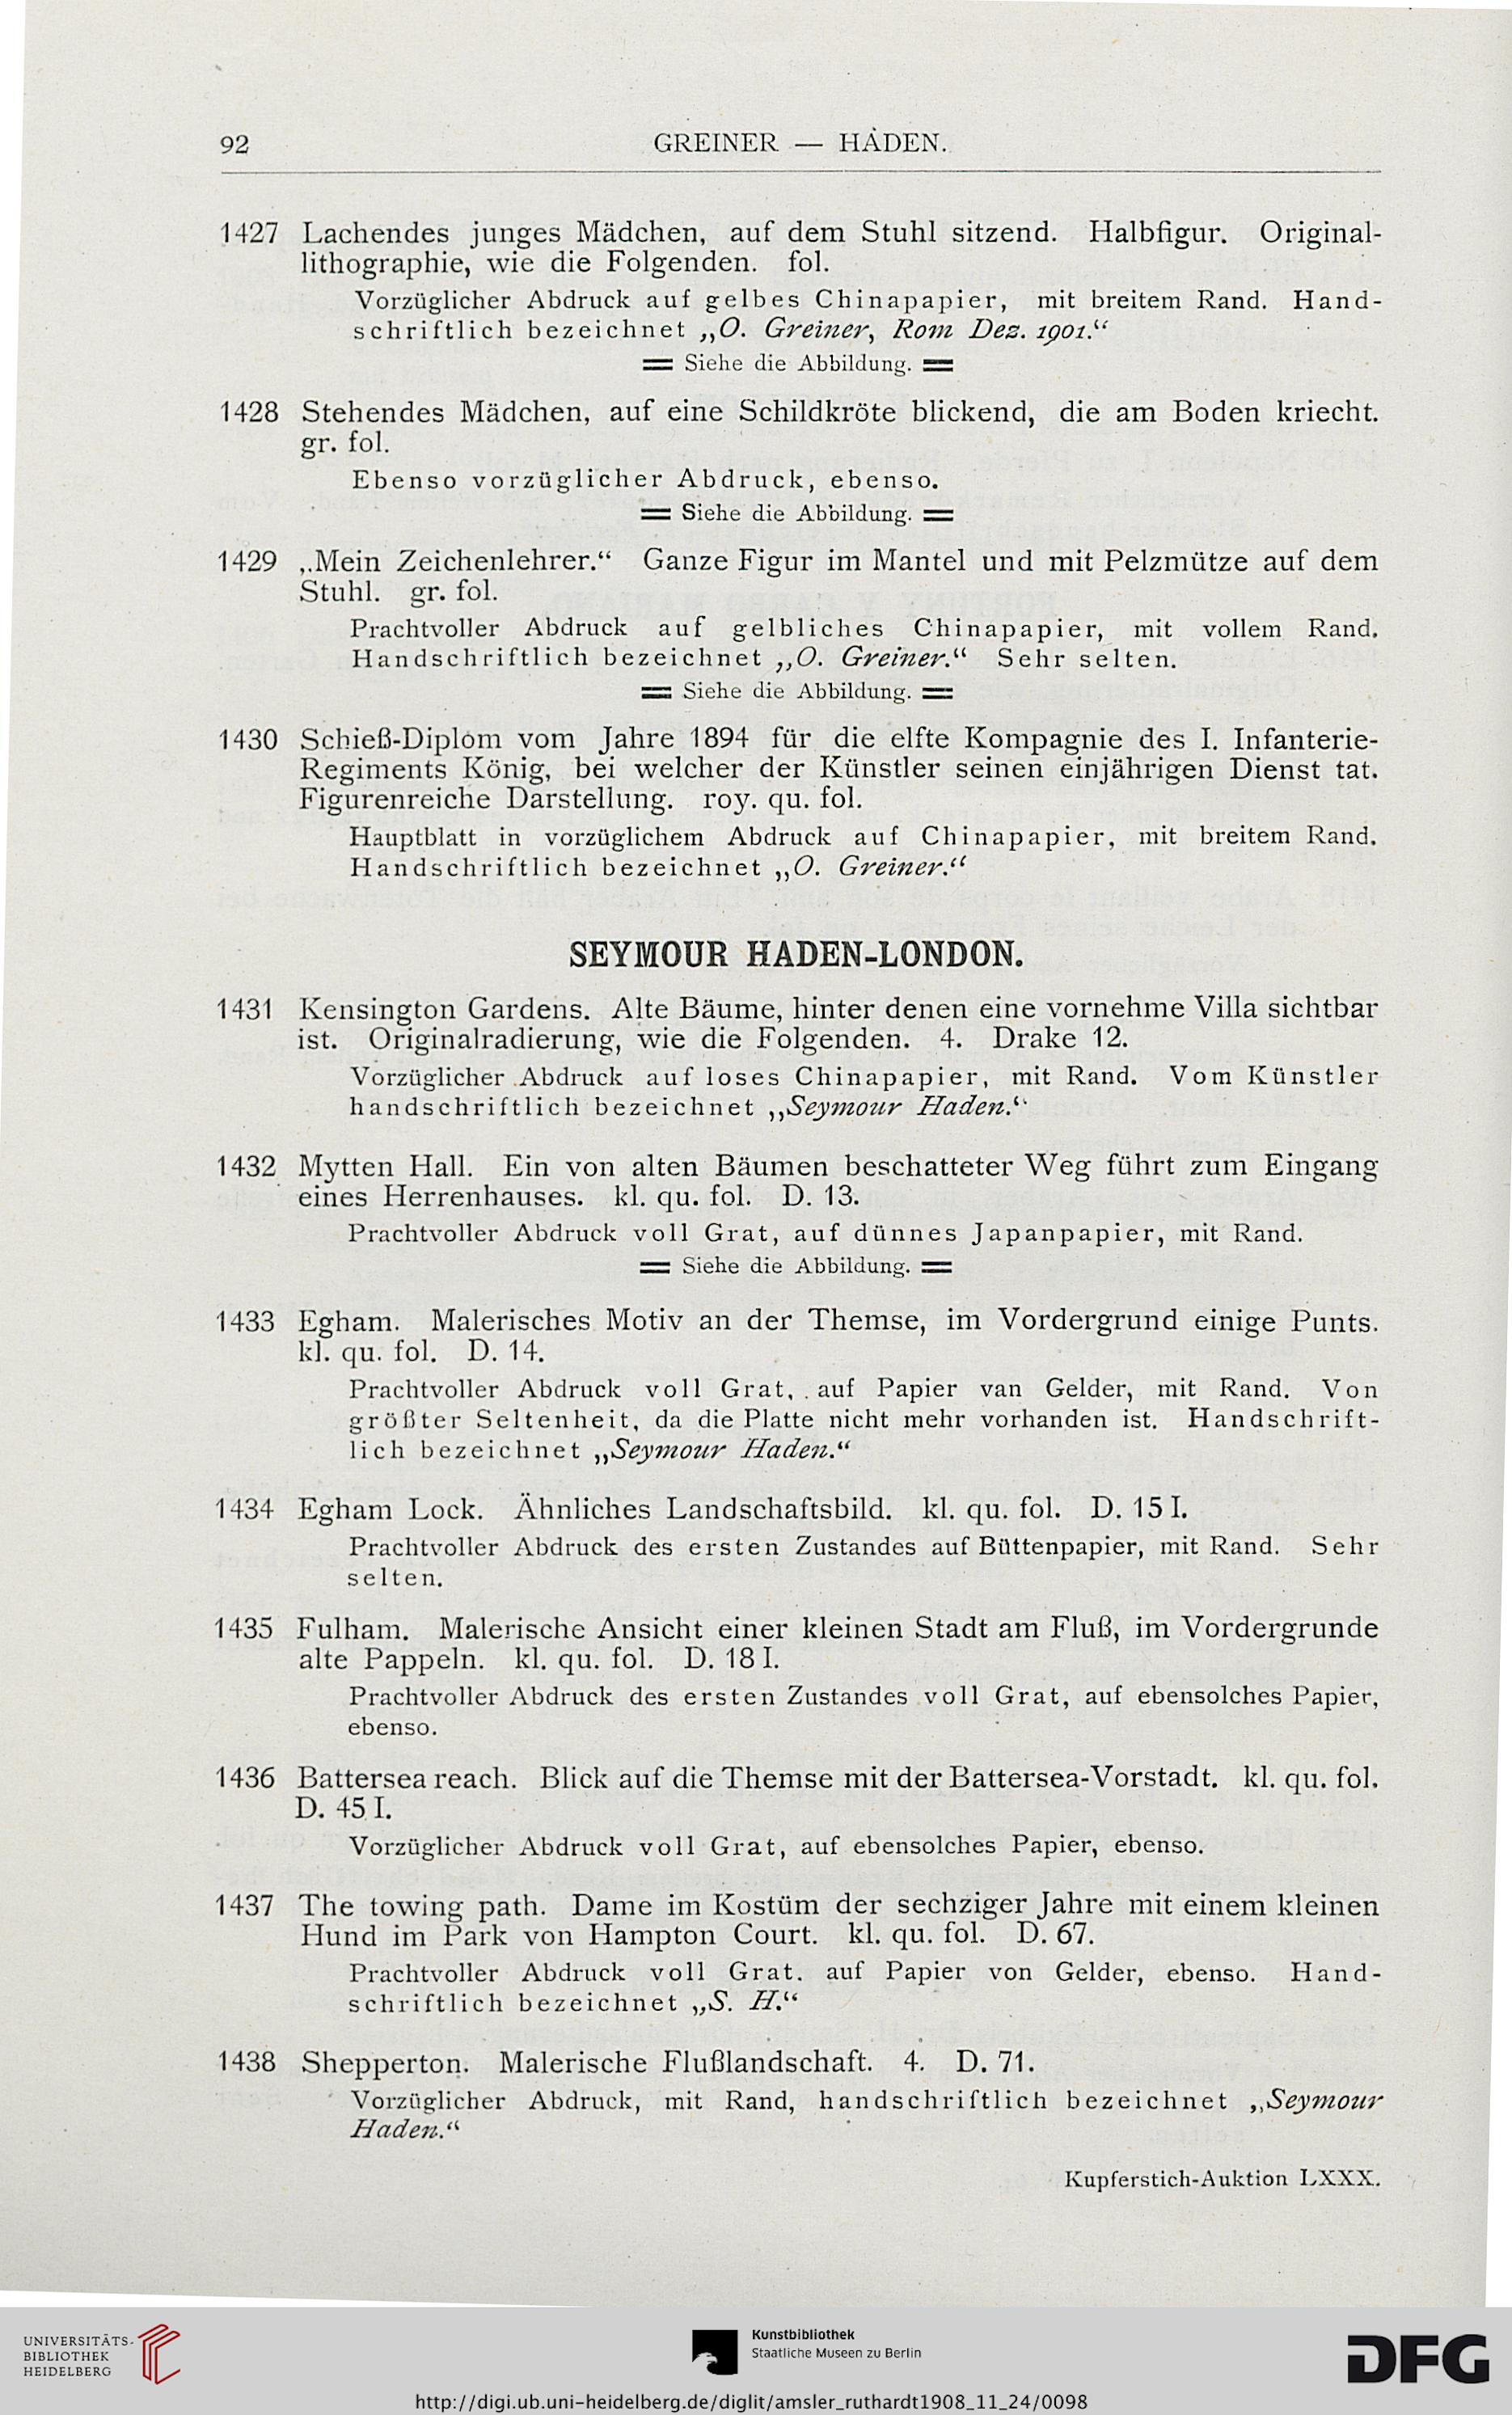 92
GREINER — HADEN.
1427 Lachendes junges Mädchen, auf dem Stuhl sitzend. Halbfigur. Original-
lithographie, wie die Folgenden. fol.
Vorzüglicher Abdruck auf gelbes Chinapapier, mit breitem Rand. Hand-
schriftlich bezeichnet „O. Greiner, Rom Dez. 1901.“
== Siehe die Abbildung. ==
1428 Stehendes Mädchen, auf eine Schildkröte blickend, die am Boden kriecht.
gr. fol.
Ebenso vorzüglicher Abdruck, ebenso.
== Siehe die Abbildung. ==
1429 „Mein Zeichenlehrer.“ Ganze Figur im Mantel und mit Pelzmütze auf dem
Stuhl. gr. fol.
Prachtvoller Abdruck auf gelbliches Chinapapier, mit vollem Rand.
Handschriftlich bezeichnet „O. Greiner.“ Sehr selten.
== Siehe die Abbildung. ==
1430 Schieß-Diplom vom Jahre 1894 für die elfte Kompagnie des I. Infanterie-
Regiments König, bei welcher der Künstler seinen einjährigen Dienst tat.
Figurenreiche Darstellung. roy. qu. fol.
Hauptblatt in vorzüglichem Abdruck auf Chinapapier, mit breitem Rand.
Handschriftlich bezeichnet „O. Greiner.“
SEYMOUR HADEN-LONDON.
1431 Kensington Gardens. Alte Bäume, hinter denen eine vornehme Villa sichtbar
ist. Originalradierung, wie die Folgenden. 4. Drake 12.
Vorzüglicher Abdruck auf loses Chinapapier, mit Rand. Vom Künstler
handschriftlich bezeichnet „Seymour Haden.“
1432 Mytten Hall. Ein von alten Bäumen beschatteter Weg führt zum Eingang
eines Herrenhauses. kl. qu. fol. D. 13.
Prachtvoller Abdruck voll Grat, auf dünnes Japanpapier, mit Rand.
== Siehe die Abbildung. ==
1433 Egham. Malerisches Motiv an der Themse, im Vordergrund einige Punts.
kl. qu. fol. D. 14.
Prachtvoller Abdruck voll Grat, auf Papier van Gelder, mit Rand. Von
größter Seltenheit, da die Platte nicht mehr vorhanden ist. Handschrift-
lich bezeichnet „Seymour Haden.“
1434 Egham Lock. Ähnliches Landschaftsbild. kl. qu. fol. D. 15 I.
Prachtvoller Abdruck des ersten Zustandes auf Büttenpapier, mit Rand. Sehr
selten.
1435 Fulham. Malerische Ansicht einer kleinen Stadt am Fluß, im Vordergrunde
alte Pappeln. kl. qu. fol. D. 18 I.
Prachtvoller Abdruck des ersten Zustandes voll Grat, auf ebensolches Papier,
ebenso.
1436 Battersea reach. Blick auf die Themse mit der Battersea-Vorstadt. kl. qu. fol.
D. 45 I.
Vorzüglicher Abdruck voll Grat, auf ebensolches Papier, ebenso.
1437 The towing path. Dame im Kostüm der sechziger Jahre mit einem kleinen
Hund im Park von Hampton Court. kl. qu. fol. D. 67.
Prachtvoller Abdruck voll Grat. auf Papier von Gelder, ebenso. Hand-
schriftlich bezeichnet „S. H.“
1438 Shepperton. Malerische Flußlandschaft. 4. D. 71.
Vorzüglicher Abdruck, mit Rand, handschriftlich bezeichnet „Seymour
Haden.“
Kupferstich-Auktion LXXX.
UNIVERSITÄTS-
BIBLIOTHEK
HEIDELBERG
Kunstbibliothek
Staatliche Museen zu Berlin
DFG
http://digi.ub.uni-heidelberg.de/diglit/amsler_ruthardt1908_11_24/0098